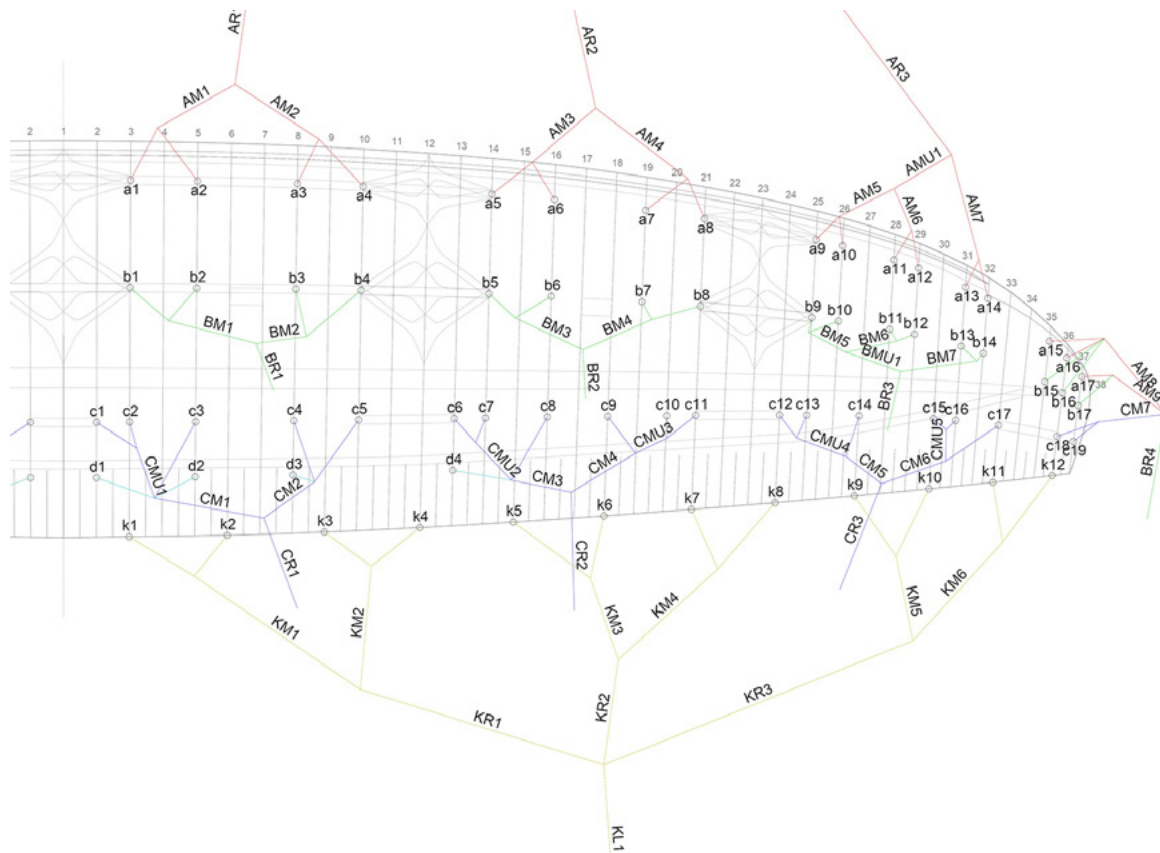 AR1
AR2
AR3
AM1
AM2
AM3
AM4
AMU1
AM5
AM6
AM7
2 1 2 3 4 5 6 7 8 9 10 11 12 13 14 15 16 17 18 19 20 21 22 23 24 25 26 27 28 29 30 31 32 33 34 35 36 37 38
a1 a2 a3 a4 a5 a6 a7 a8 a9 a10 a11 a12 a13 a14 a15 a16 a17
AM8
AM9
b1 b2 b3 b4 b5 b6 b7 b8 b9 b10 b11 b12 b13 b14 b15 b16 b17
BM1 BM2 BM3 BM4 BM5 BM6 BMU1 BM7
BR1 BR2 BR3 BR4
c1 c2 c3 c4 c5 c6 c7 c8 c9 c10 c11 c12 c13 c14 c15 c16 c17 c18 c19
CMU1 CMU2 CMU3 CMU4 CMU5
d1 d2 d3 d4
CM1 CM2 CM3 CM4 CM5 CM6 CM7
k1 k2 k3 k4 k5 k6 k7 k8 k9 k10 k11 k12
CR1 CR2 CR3
KM1 KM2 KM3 KM4 KM5 KM6
KR1 KR2 KR3
KL1